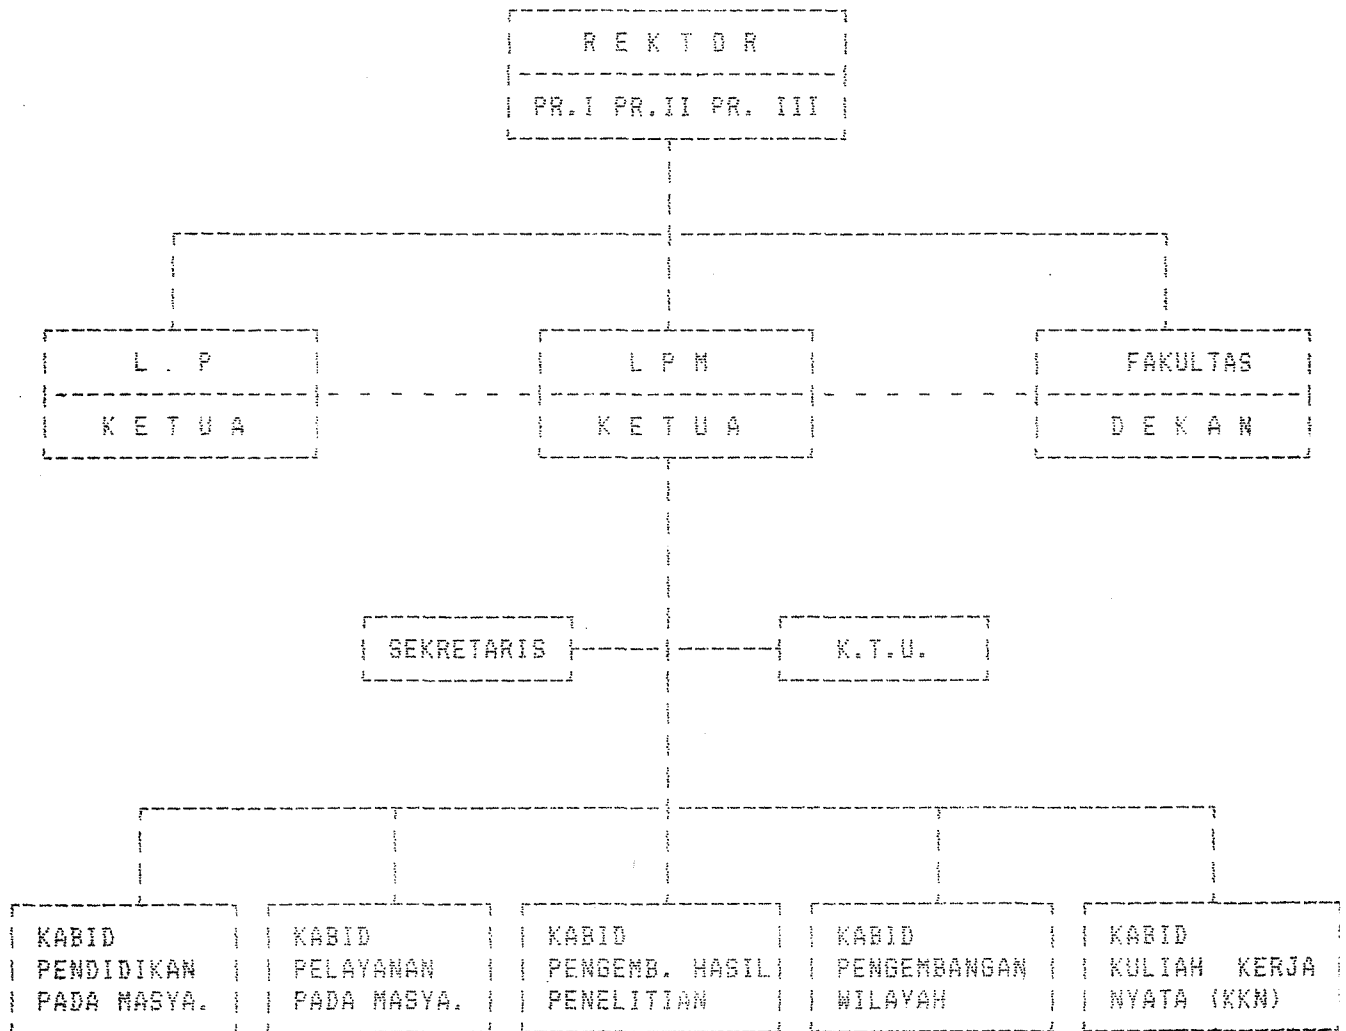 R E K T O R
PR.I PR.II PR. III
L . P
K E T U A
L P M
K E T U A
FAKULTAS
D E K A N
SEKRETARIS
K.T.U.
KABID
PENDIDIKAN
PADA MASYA.
KABID
PELAYANAN
PADA MASYA.
KABID
PENGEMB. HASIL
PENELITIAN
KABID
PENGEMBANGAN
WILAYAH
KABID
KULIAH KERJA
NYATA (KKN)